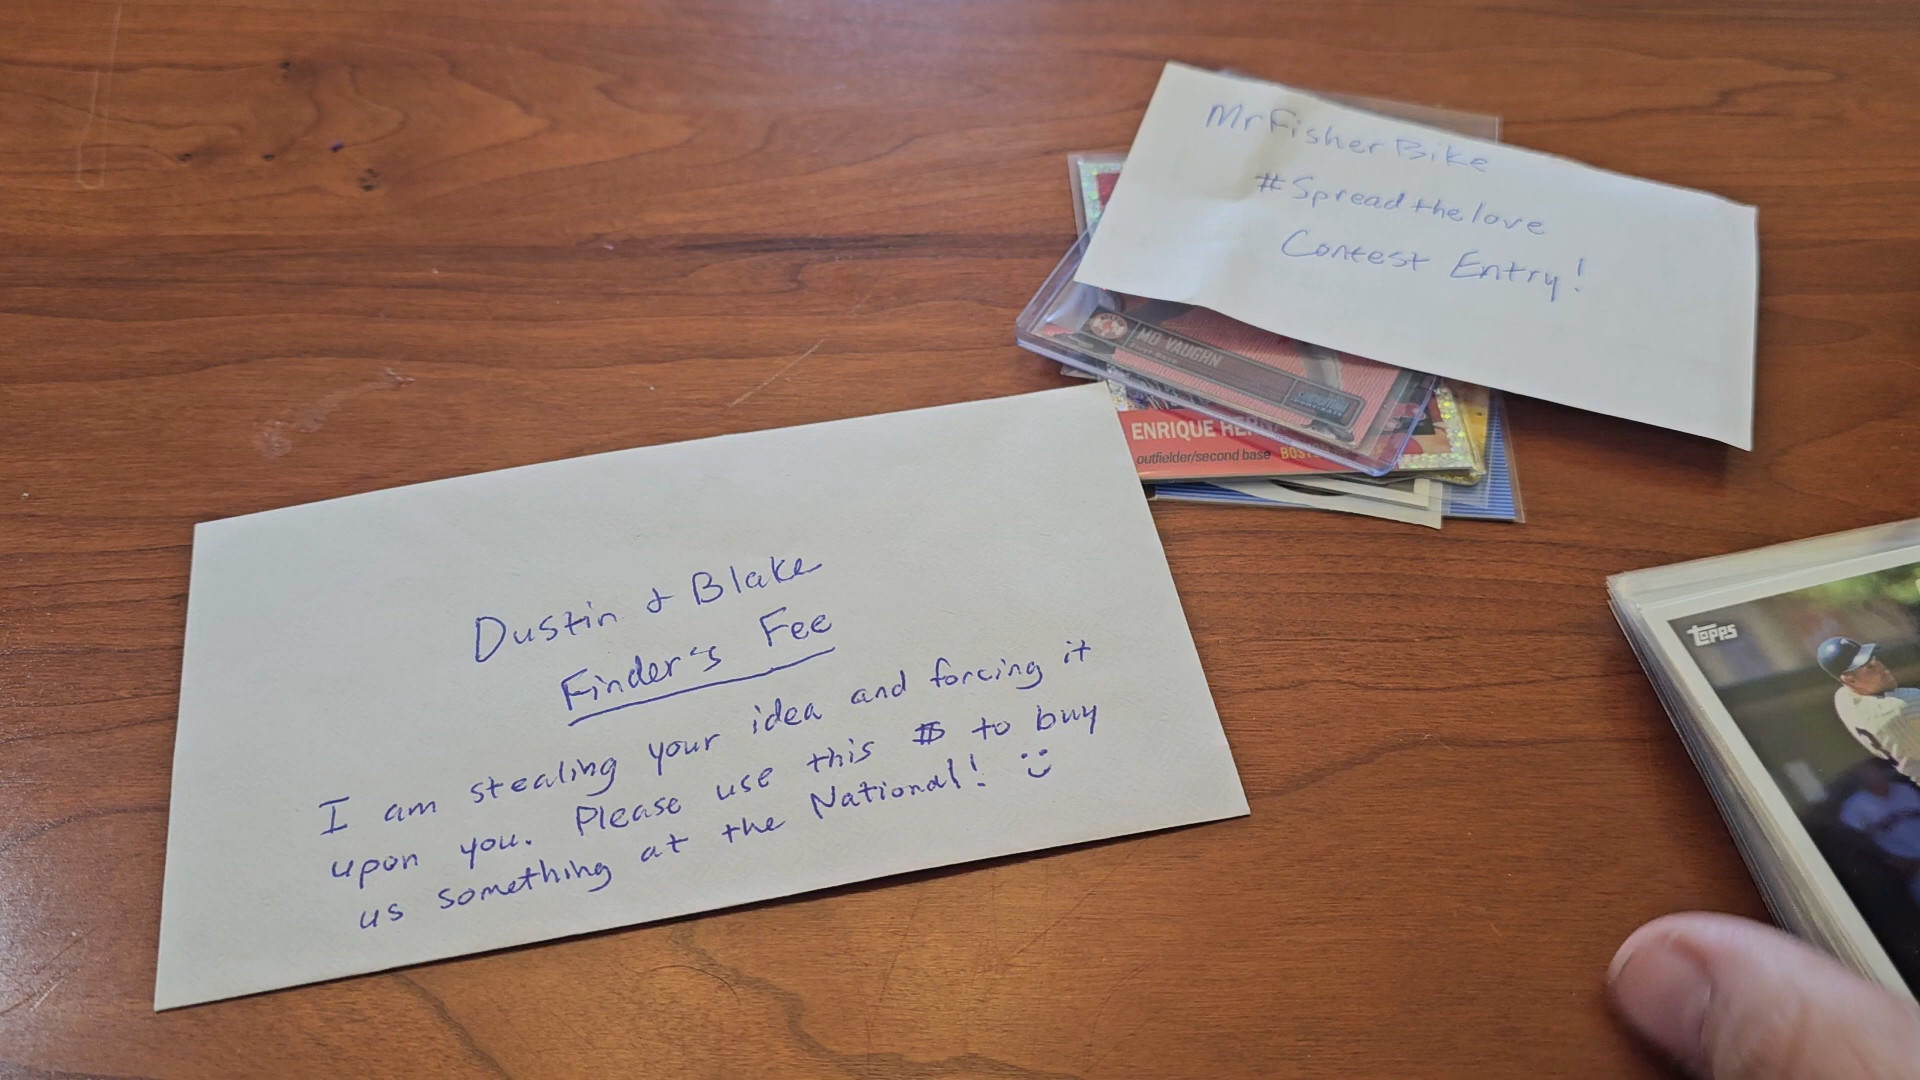 MrFisherBike
#Spreadthelove
Contest Entry!
MO VAUGHN
ENRIQUE
outfielder/second base
Dustin & Blake
Finder's Fee
I am stealing your idea and forcing it
upon you. Please use this $ to buy
us something at the National! :)
Topps